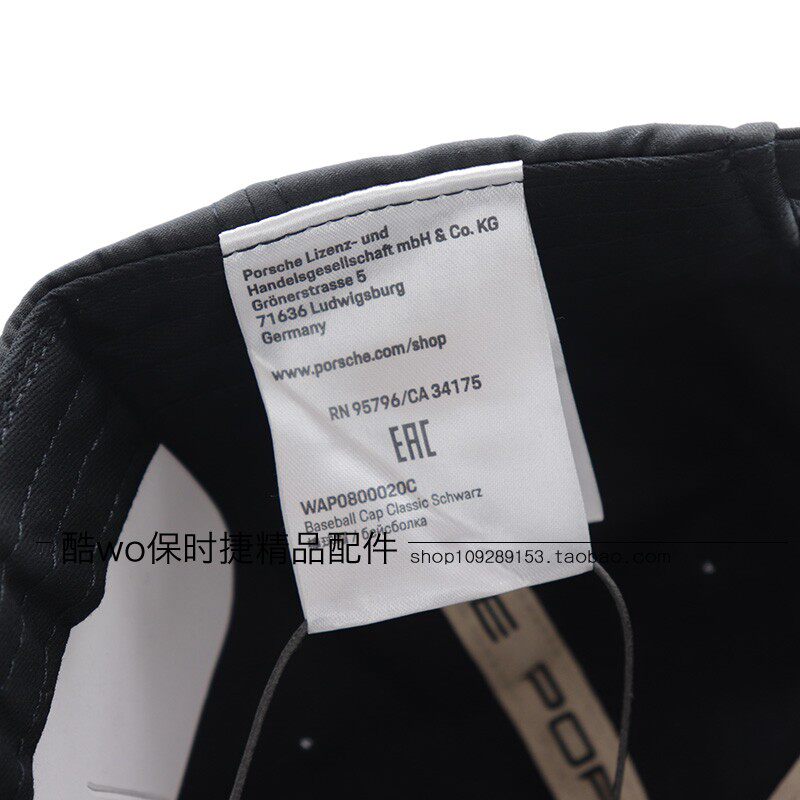 Porsche Lizenz- und
Handelsgesellschaft mbH & Co. KG
Grönerstrasse 5
71636 Ludwigsburg
Germany
www.porsche.com/shop
RN 95796/CA 34175
EAC
WAP0800020C
Baseball Cap Classic Schwarz
бейсболка
酷wo保时捷精品配件
shop109289153.taobao.com
E POR